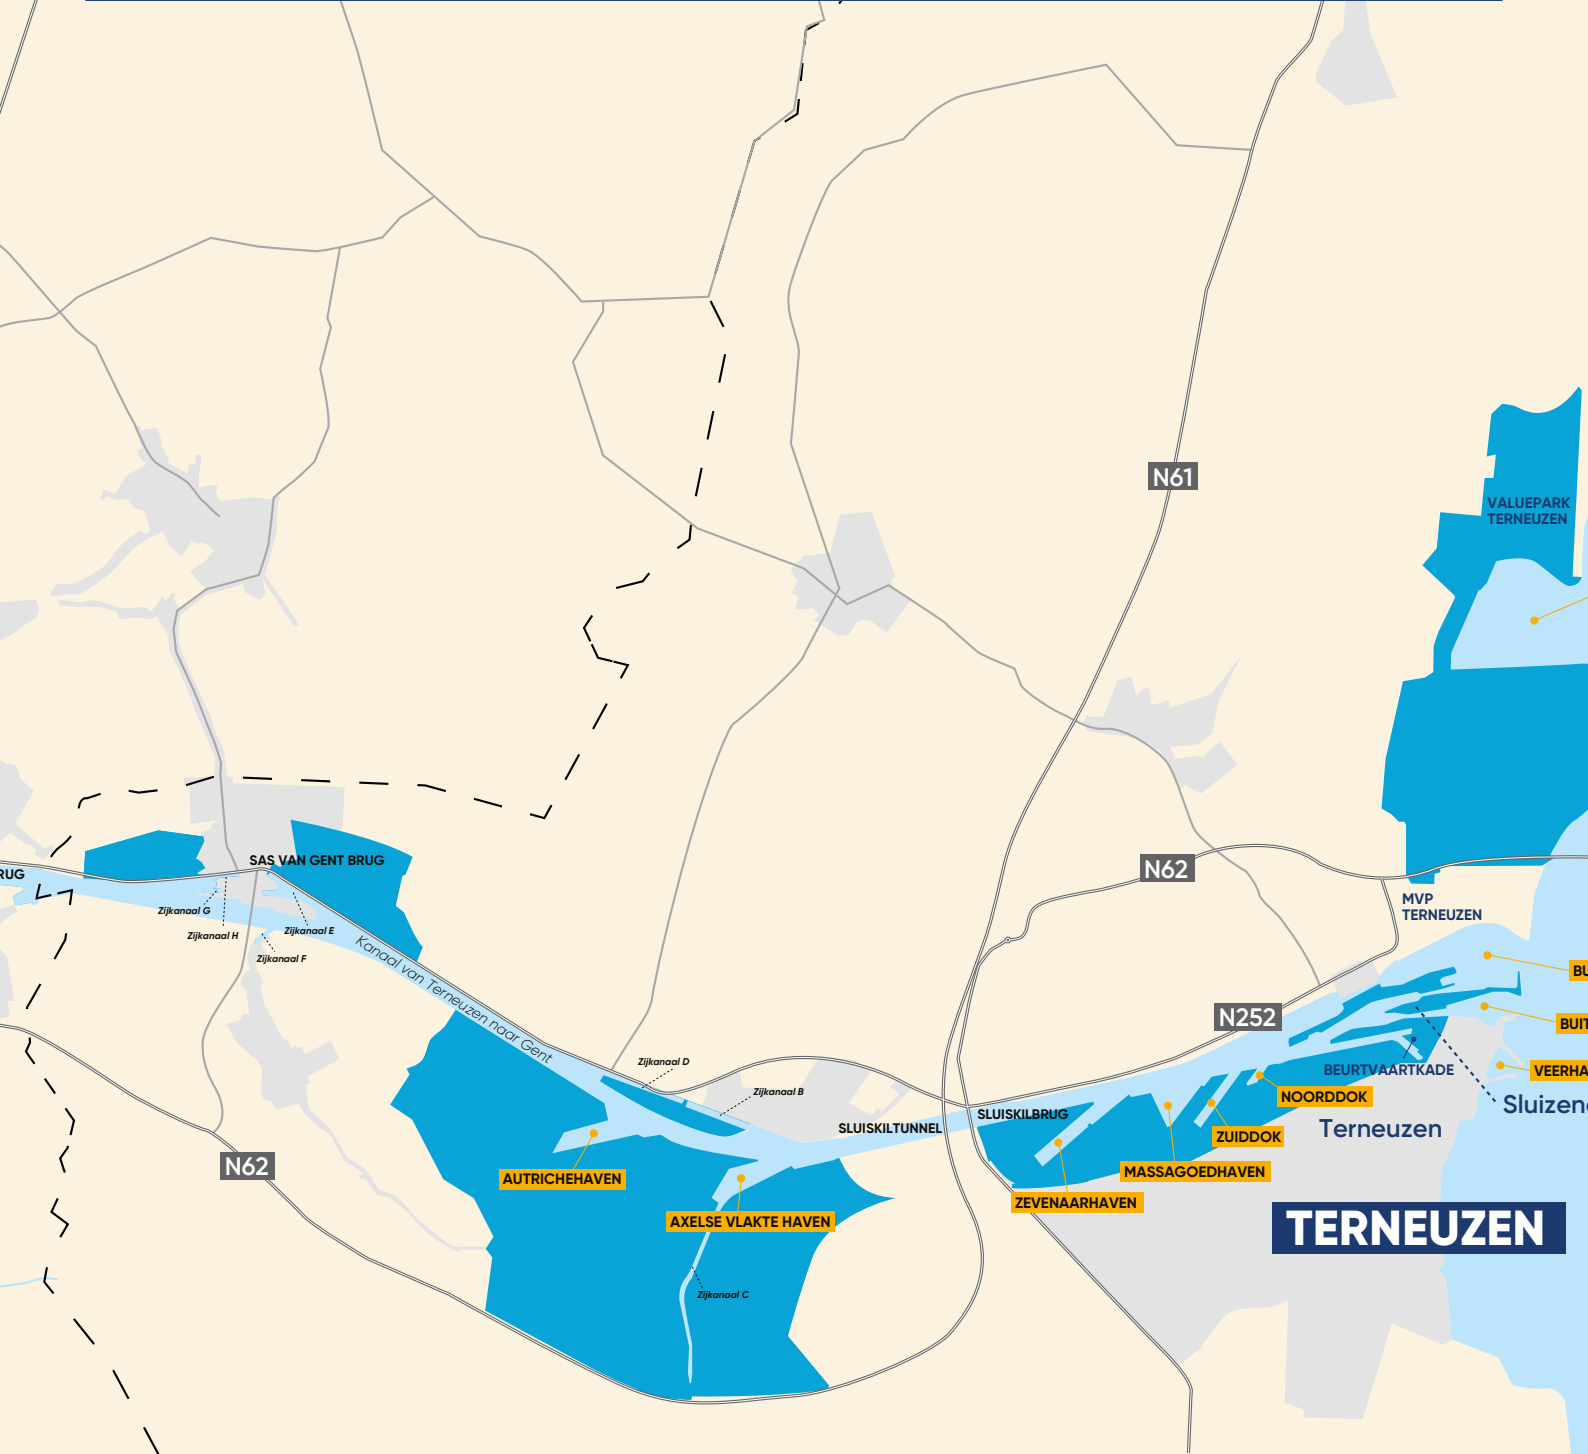 N61
VALUEPARK
TERNEUZEN
SAS VAN GENT BRUG
RUG
N62
MVP
TERNEUZEN
Zijkanaal G
Zijkanaal H
Zijkanaal E
Zijkanaal F
Kanaal van Terneuzen naar Gent
BU
N252
BUIT
Zijkanaal D
BEURTVAARTKADE
VEERHA
Zijkanaal B
NOORDDOK
Sluizen
SLUISKILBRUG
SLUISKILTUNNEL
Terneuzen
ZUIDDOK
N62
AUTRICHEHAVEN
MASSAGOEDHAVEN
ZEVENAARHAVEN
AXELSE VLAKTE HAVEN
TERNEUZEN
Zijkanaal C